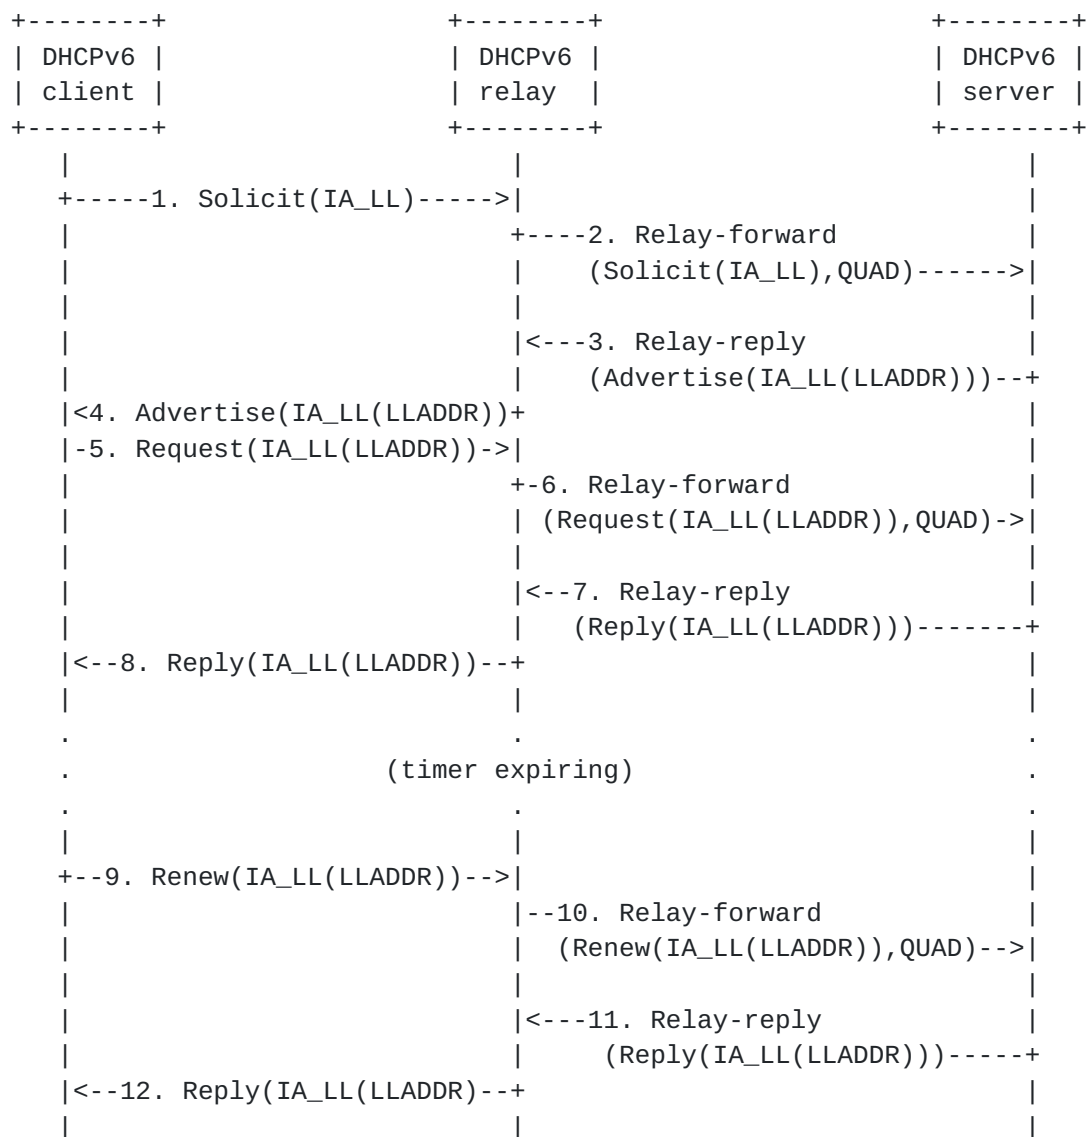 +--------+                  +--------+                     +--------+
| DHCPv6 |                  | DHCPv6 |                     | DHCPv6 |
| client |                  | relay  |                     | server |
+--------+                  +--------+                     +--------+
   |                            |                                |
   +-----1. Solicit(IA_LL)----->|                                |
   |                            +----2. Relay-forward            |
   |                            |    (Solicit(IA_LL),QUAD)------>|
   |                            |                                |
   |                            |<---3. Relay-reply              |
   |                            |    (Advertise(IA_LL(LLADDR)))--+
   |<4. Advertise(IA_LL(LLADDR))+                                |
   |-5. Request(IA_LL(LLADDR))->|                                |
   |                            +-6. Relay-forward               |
   |                            | (Request(IA_LL(LLADDR)),QUAD)->|
   |                            |                                |
   |                            |<--7. Relay-reply               |
   |                            |   (Reply(IA_LL(LLADDR)))-------+
   |<--8. Reply(IA_LL(LLADDR))--+                                |
   |                            |                                |
   .                            .                                .
   .                    (timer expiring)                         .
   .                            .                                .
   |                            |                                |
   +--9. Renew(IA_LL(LLADDR))-->|                                |
   |                            |--10. Relay-forward             |
   |                            |  (Renew(IA_LL(LLADDR)),QUAD)-->|
   |                            |                                |
   |                            |<---11. Relay-reply             |
   |                            |     (Reply(IA_LL(LLADDR)))-----+
   |<--12. Reply(IA_LL(LLADDR)--+                                |
   |                            |                                |